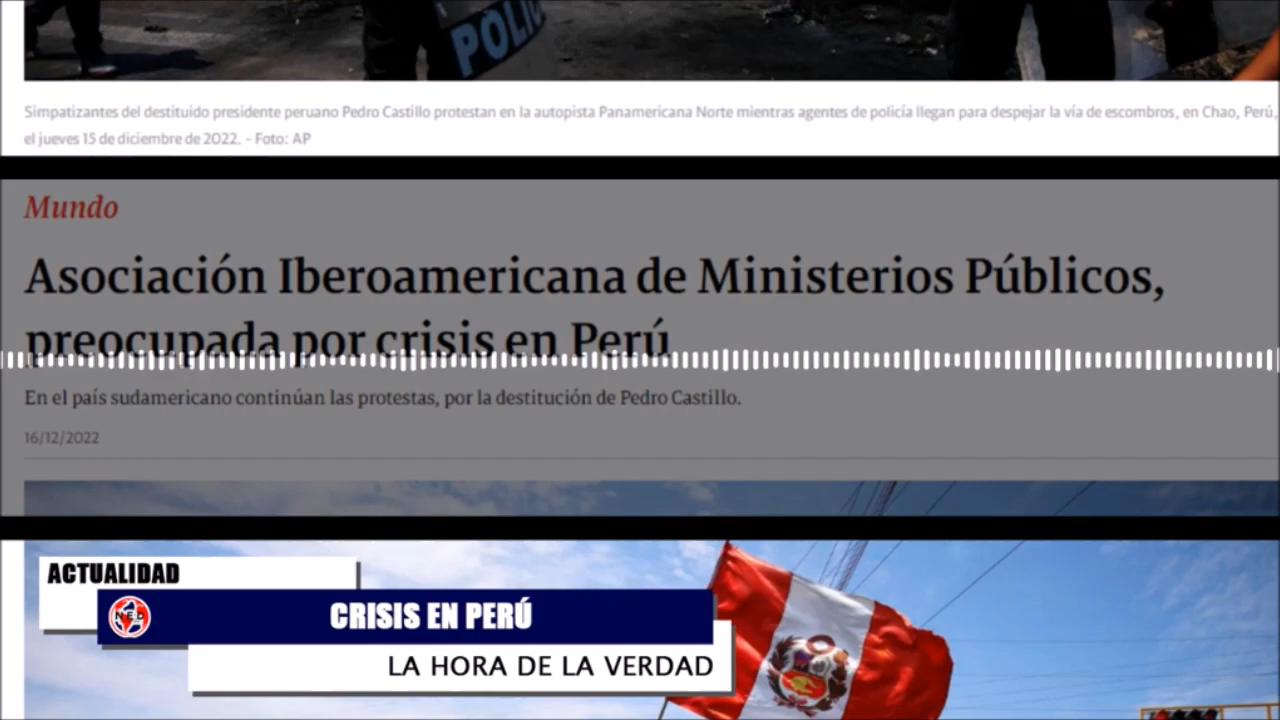 POLIC
Simpatizantes del destituido presidente peruano Pedro Castillo protestan en la autopista Panamericana Norte mientras agentes de policía llegan para despejar la vía de escombros, en Chao, Perú,
el jueves 15 de diciembre de 2022. - Foto: AP
Mundo
Asociación Iberoamericana de Ministerios Públicos,
preocupada por crisis en Perú
En el país sudamericano continúan las protestas, por la destitución de Pedro Castillo.
16/12/2022
ACTUALIDAD
CRISIS EN PERÚ
LA HORA DE LA VERDAD